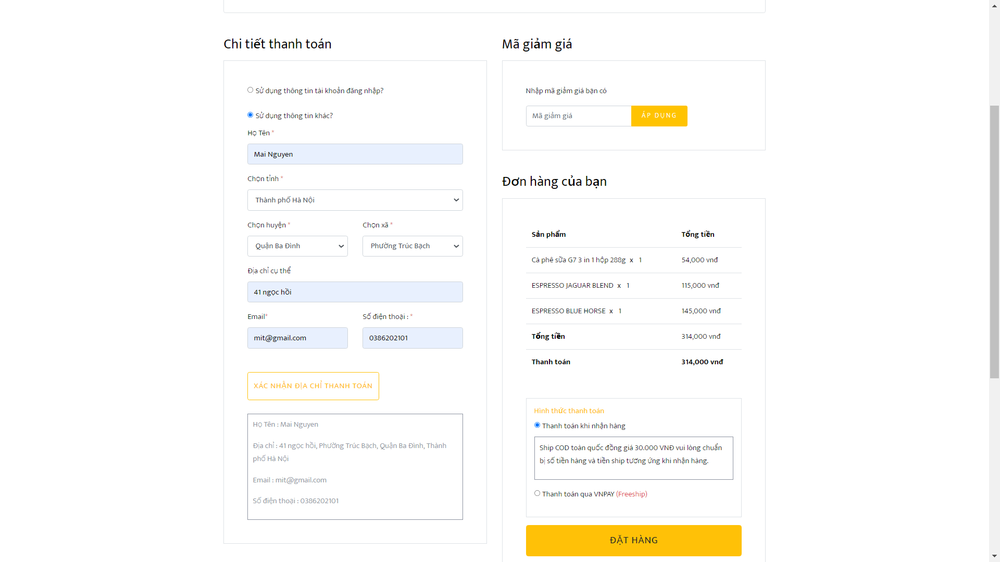 Chi tiết thanh toán
Sử dụng thông tin tài khoản đăng nhập?
Sử dụng thông tin khác?
Họ Tên *
Mai Nguyen
Chọn tỉnh *
Thành phố Hà Nội
Chọn huyện * Chọn xã *
Quận Ba Đình Phường Trúc Bạch
Địa chỉ cụ thể
41 ngọc hồi
Email* Số điện thoại : *
mit@gmail.com 0386202101
XÁC NHẬN ĐỊA CHỈ THANH TOÁN
Họ Tên : Mai Nguyen
Địa chỉ : 41 ngọc hồi, Phường Trúc Bạch, Quận Ba Đình, Thành
phố Hà Nội
Email : mit@gmail.com
Số điện thoại : 0386202101
Mã giảm giá
Nhập mã giảm giá bạn có
Mã giảm giá ÁP DỤNG
Đơn hàng của bạn
Sản phẩm Tổng tiền
Cà phê sữa G7 3 in 1 hộp 288g x 1 54,000 vnđ
ESPRESSO JAGUAR BLEND x 1 115,000 vnđ
ESPRESSO BLUE HORSE x 1 145,000 vnđ
Tổng tiền 314,000 vnđ
Thanh toán 314,000 vnđ
Hình thức thanh toán
Thanh toán khi nhận hàng
Ship COD toàn quốc đồng giá 30.000 VNĐ vui lòng chuẩn
bị số tiền hàng và tiền ship tương ứng khi nhận hàng.
Thanh toán qua VNPAY (Freeship)
ĐẶT HÀNG